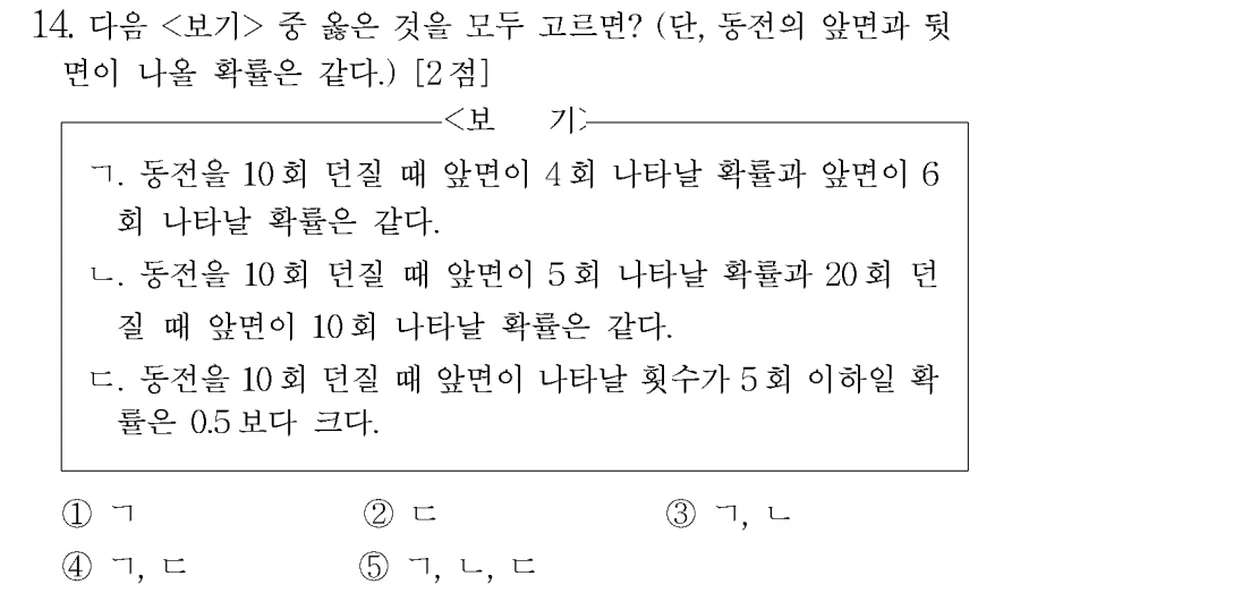 14. 다음 <보기> 중 옳은 것을 모두 고르면? (단, 동전의 앞면과 뒷
면이 나올 확률은 같다.) [2점]
<보 기>
ㄱ. 동전을 10회 던질 때 앞면이 4회 나타날 확률과 앞면이 6
회 나타날 확률은 같다.
ㄴ. 동전을 10회 던질 때 앞면이 5회 나타날 확률과 20회 던
질 때 앞면이 10회 나타날 확률은 같다.
ㄷ. 동전을 10회 던질 때 앞면이 나타날 횟수가 5회 이하일 확
률은 0.5보다 크다.
① ㄱ ② ㄷ ③ ㄱ, ㄴ
④ ㄱ, ㄷ ⑤ ㄱ, ㄴ, ㄷ